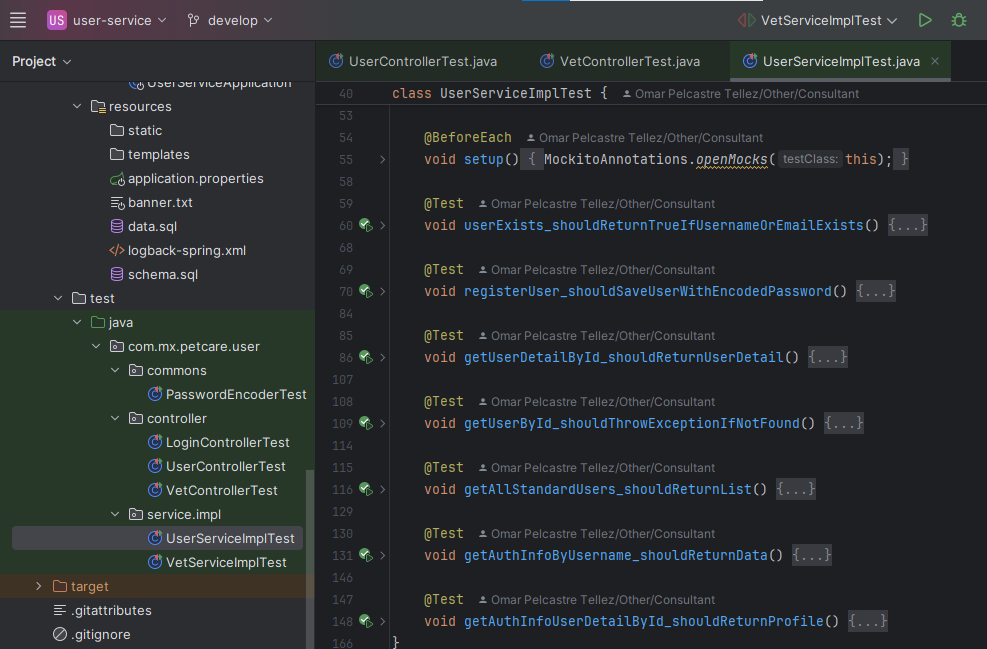 US user-service develop VetServiceImplTest
Project
UserControllerTest.java VetControllerTest.java UserServiceImplTest.java
UserServiceApplication
resources
static
templates
application.properties
banner.txt
data.sql
logback-spring.xml
schema.sql
test
java
com.mx.petcare.user
commons
PasswordEncoderTest
controller
LoginControllerTest
UserControllerTest
VetControllerTest
service.impl
UserServiceImplTest
VetServiceImplTest
target
.gitattributes
.gitignore
40 class UserServiceImplTest { Omar Pelcastre Tellez/Other/Consultant
53
54 @BeforeEach Omar Pelcastre Tellez/Other/Consultant
55 void setup() { MockitoAnnotations.openMocks( testClass: this); }
58
59 @Test Omar Pelcastre Tellez/Other/Consultant
60 void userExists_shouldReturnTrueIfUsernameOrEmailExists() {...}
68
69 @Test Omar Pelcastre Tellez/Other/Consultant
70 void registerUser_shouldSaveUserWithEncodedPassword() {...}
84
85 @Test Omar Pelcastre Tellez/Other/Consultant
86 void getUserDetailById_shouldReturnUserDetail() {...}
107
108 @Test Omar Pelcastre Tellez/Other/Consultant
109 void getUserById_shouldThrowExceptionIfNotFound() {...}
114
115 @Test Omar Pelcastre Tellez/Other/Consultant
116 void getAllStandardUsers_shouldReturnList() {...}
129
130 @Test Omar Pelcastre Tellez/Other/Consultant
131 void getAuthInfoByUsername_shouldReturnData() {...}
146
147 @Test Omar Pelcastre Tellez/Other/Consultant
148 void getAuthInfoUserDetailById_shouldReturnProfile() {...}
166 }